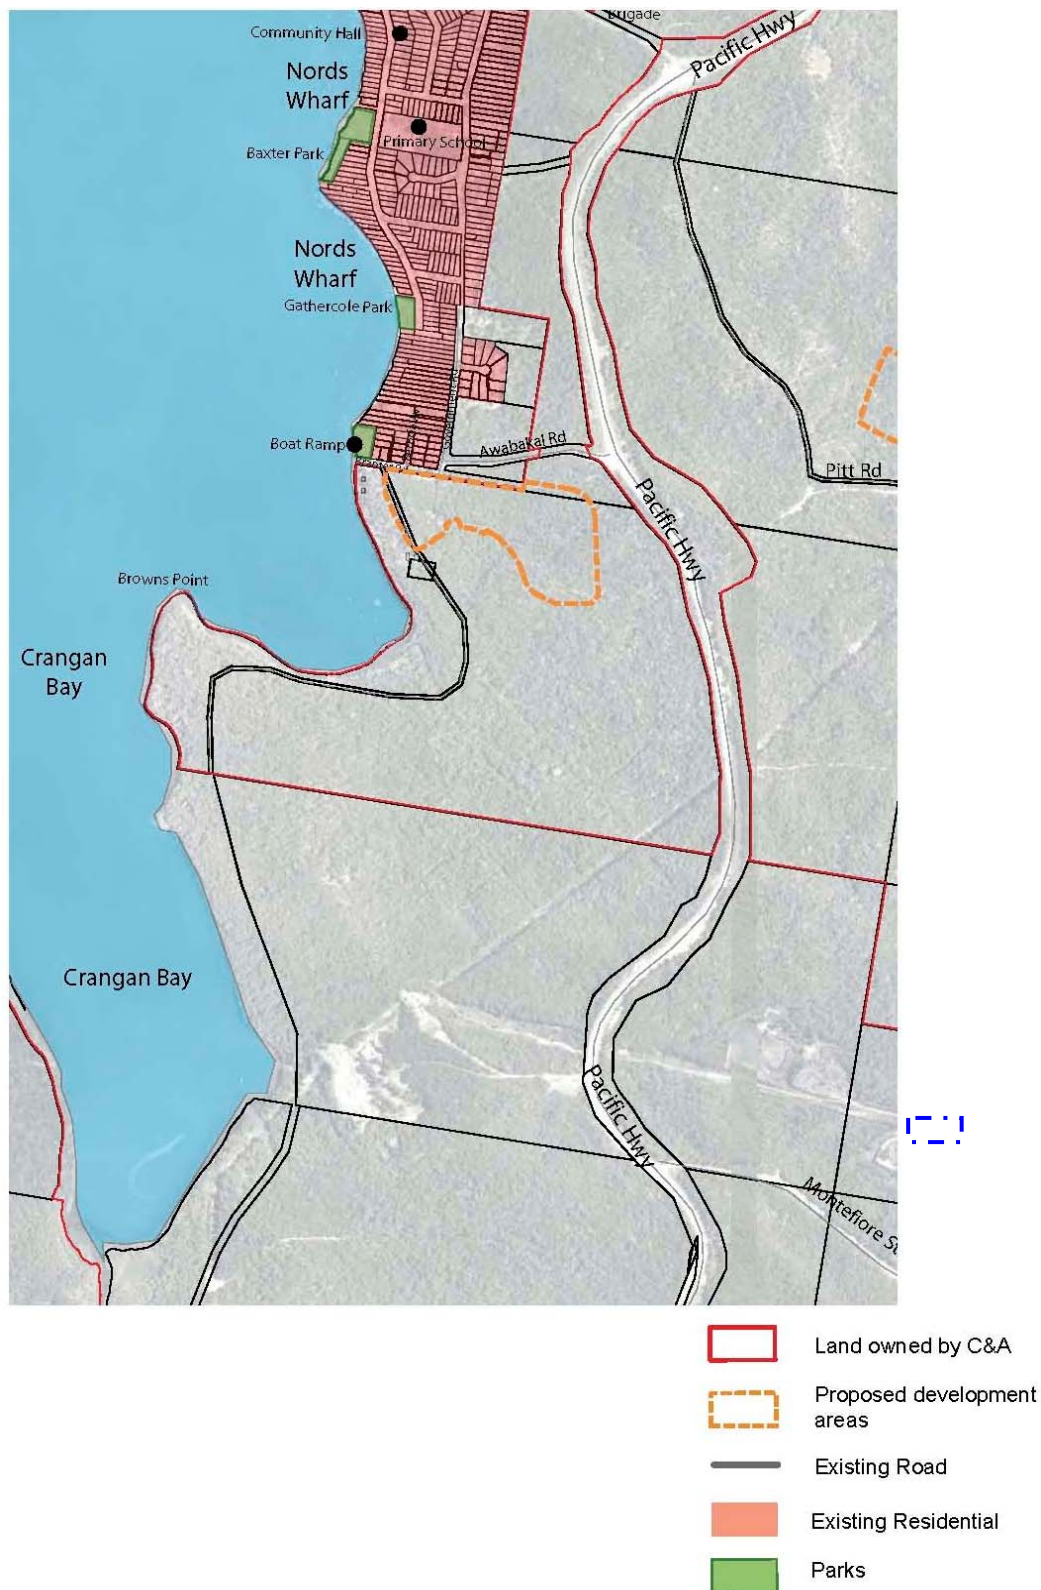 Brigade
Community Hall
Pacific Hwy
Nords
Wharf
Primary School
Baxter Park
Nords
Wharf
Gathercole Park
Boat Ramp
Awabakal Rd
Pitt Rd
Pacific Hwy
Browns Point
Crangan
Bay
Crangan Bay
Pacific Hwy
Montefiore St
Land owned by C&A
Proposed development
areas
Existing Road
Existing Residential
Parks